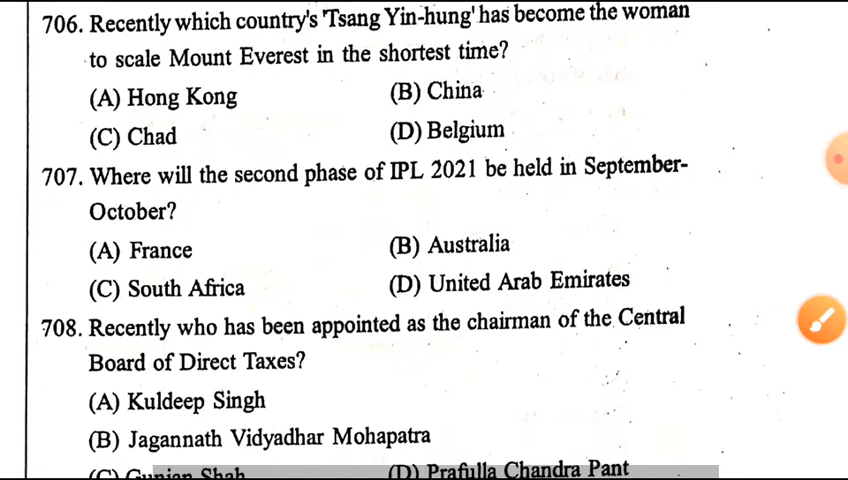 706. Recently which country's 'Tsang Yin-hung' has become the woman
to scale Mount Everest in the shortest time?
(A) Hong Kong (B) China
(C) Chad (D) Belgium
707. Where will the second phase of IPL 2021 be held in September-
October?
(A) France (B) Australia
(C) South Africa (D) United Arab Emirates
708. Recently who has been appointed as the chairman of the Central
Board of Direct Taxes?
(A) Kuldeep Singh
(B) Jagannath Vidyadhar Mohapatra
(C) Gunjan Shah (D) Prafulla Chandra Pant